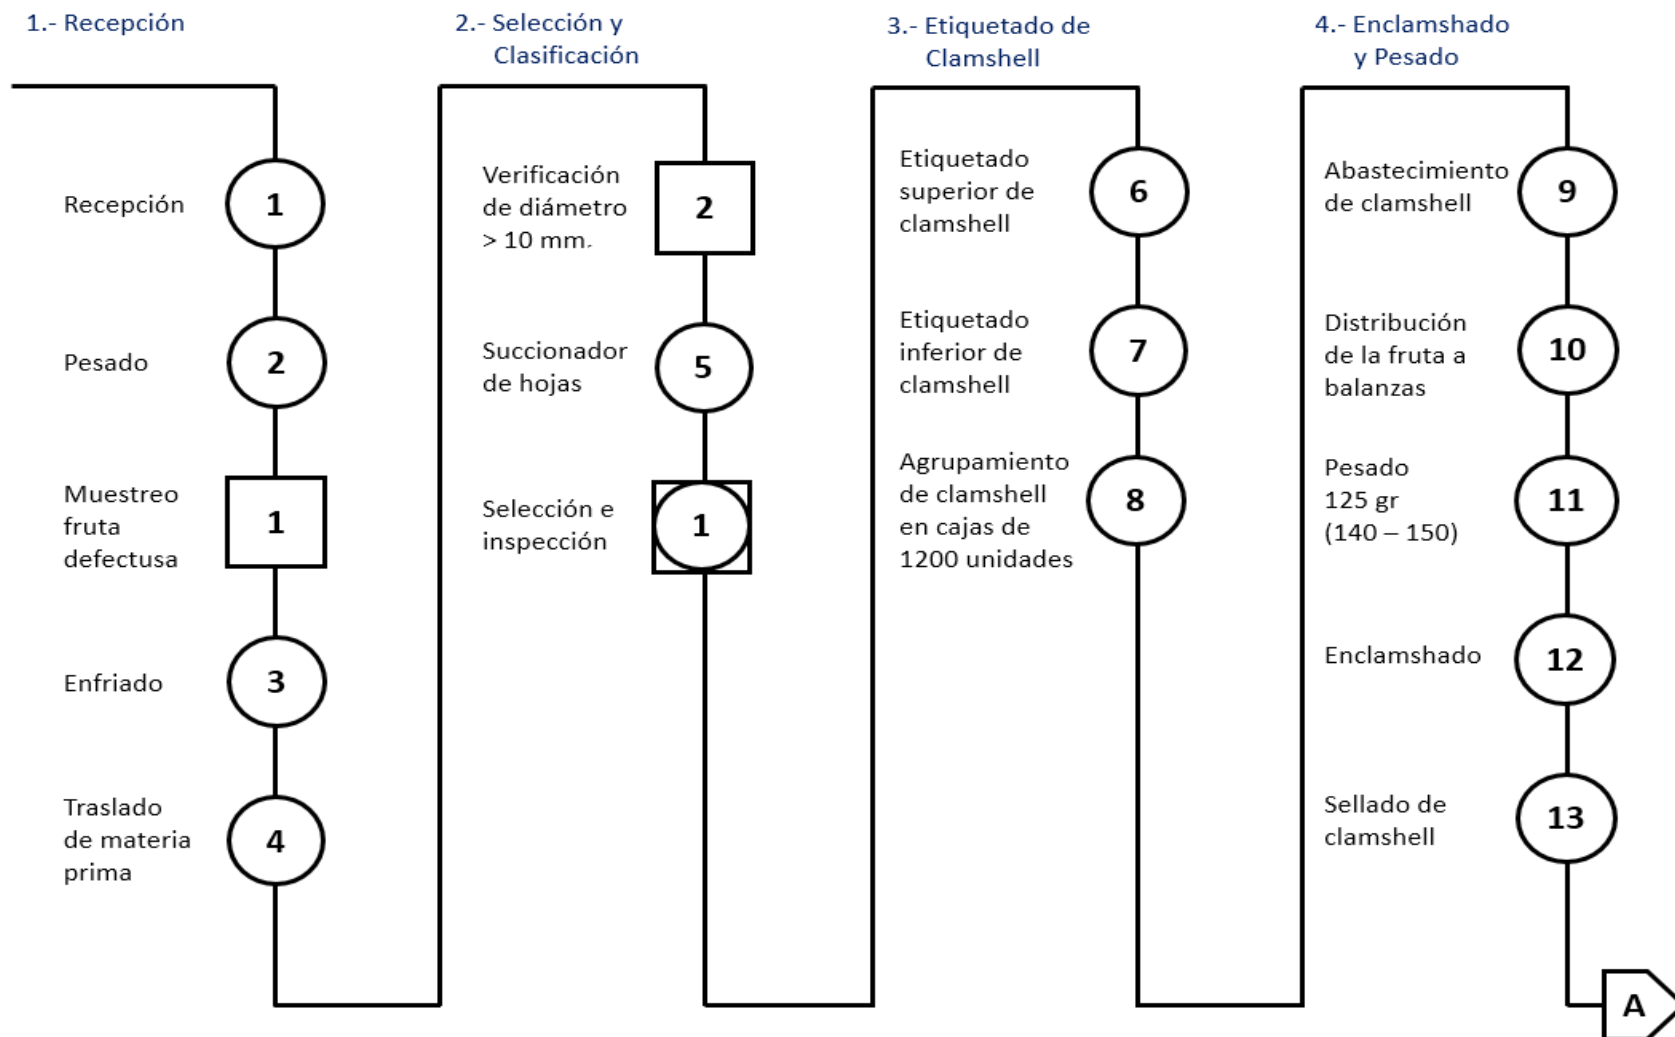 1.- Recepción
Recepción
1
Pesado
2
Muestreo
fruta
defectusa
1
Enfriado
3
Traslado
de materia
prima
4
2.- Selección y
Clasificación
Verificación
de diámetro
> 10 mm.
2
Succionador
de hojas
5
Selección e
inspección
1
3.- Etiquetado de
Clamshell
Etiquetado
superior de
clamshell
6
Etiquetado
inferior de
clamshell
7
Agrupamiento
de clamshell
en cajas de
1200 unidades
8
4.- Enclamshado
y Pesado
Abastecimiento
de clamshell
9
Distribución
de la fruta a
balanzas
10
Pesado
125 gr
(140 – 150)
11
Enclamshado
12
Sellado de
clamshell
13
A